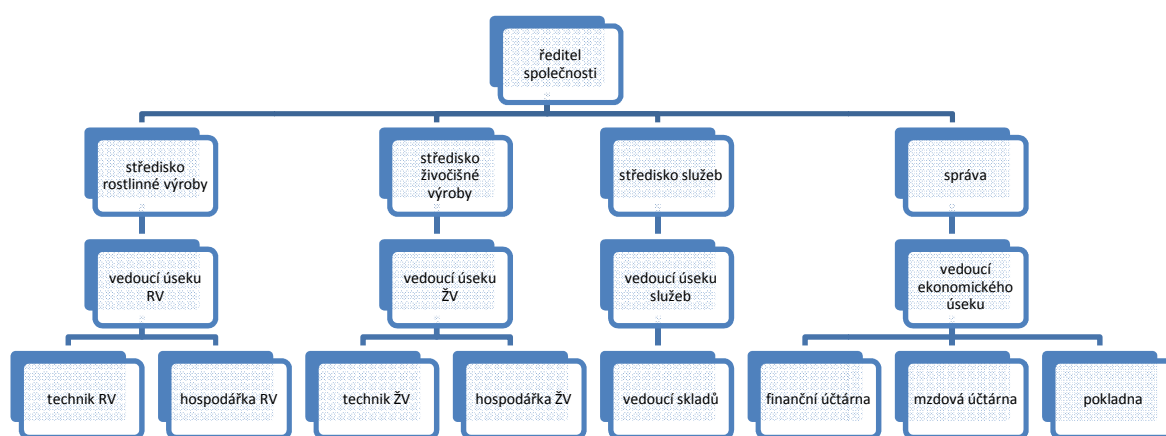 ředitel
společnosti
středisko
rostlinné výroby
středisko
živočišné
výroby
středisko služeb
správa
vedoucí úseku
RV
vedoucí úseku
ŽV
vedoucí úseku
služeb
vedoucí
ekonomického
úseku
technik RV
hospodářka RV
technik ŽV
hospodářka ŽV
vedoucí skladů
finanční účtárna
mzdová účtárna
pokladna